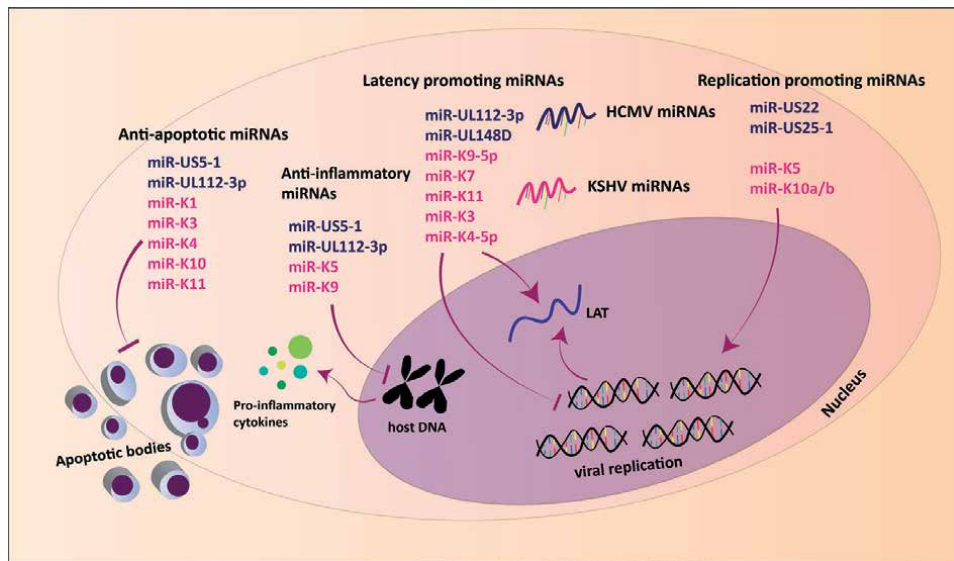 Anti-apoptotic miRNAs
miR-US5-1
miR-UL112-3p
miR-K1
miR-K3
miR-K4
miR-K10
miR-K11
Anti-inflammatory
miRNAs
miR-US5-1
miR-UL112-3p
miR-K5
miR-K9
Latency promoting miRNAs
miR-UL112-3p
miR-UL148D
miR-K9-5p
miR-K7
miR-K11
miR-K3
miR-K4-5p
HCMV miRNAs
KSHV miRNAs
Replication promoting miRNAs
miR-US22
miR-US25-1
miR-K5
miR-K10a/b
LAT
Pro-inflammatory
cytokines
host DNA
Apoptotic bodies
viral replication
Nucleus